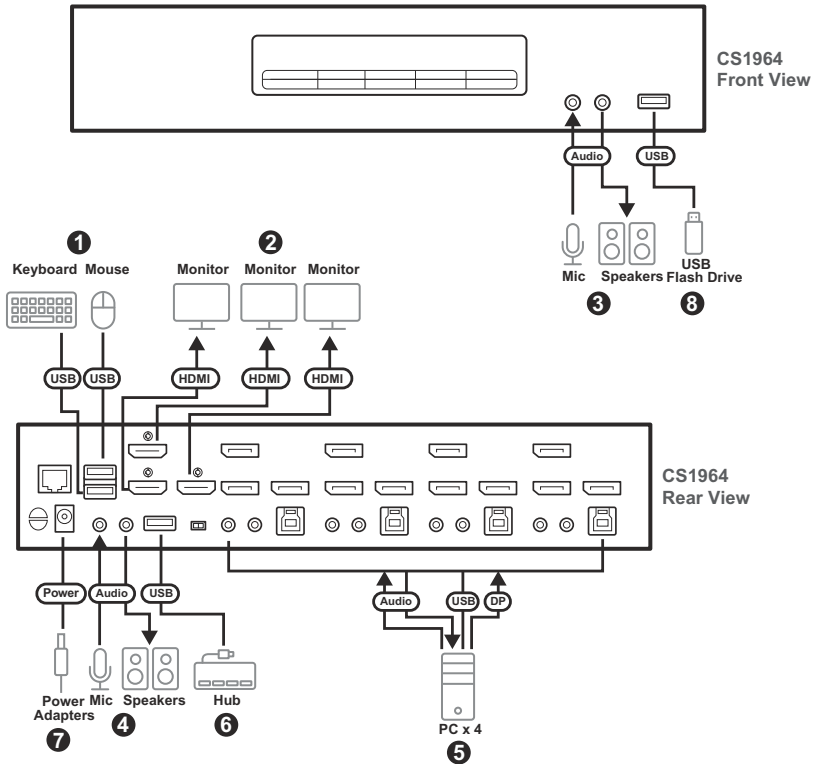 CS1964
Front View
Audio
USB
Mic
Speakers
USB
Flash Drive
3
8
1
2
Keyboard Mouse
Monitor Monitor Monitor
USB USB
HDMI HDMI HDMI
CS1964
Rear View
Power Audio USB
Audio USB DP
Power
Adapters
Mic Speakers
Hub
PC x 4
7
4
6
5